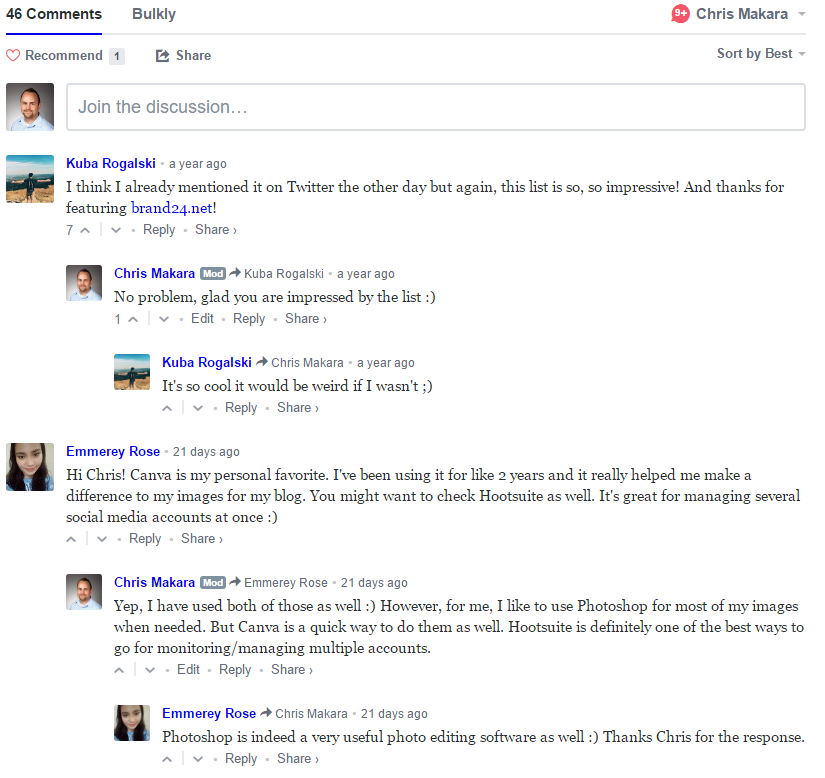 46 Comments Bulkly 9+ Chris Makara
Recommend 1 Share Sort by Best
Join the discussion…
Kuba Rogalski • a year ago
I think I already mentioned it on Twitter the other day but again, this list is so, so impressive! And thanks for
featuring brand24.net!
7 • Reply • Share ›
Chris Makara Mod Kuba Rogalski • a year ago
No problem, glad you are impressed by the list :)
1 • Edit • Reply • Share ›
Kuba Rogalski Chris Makara • a year ago
It's so cool it would be weird if I wasn't ;)
• Reply • Share ›
Emmerey Rose • 21 days ago
Hi Chris! Canva is my personal favorite. I've been using it for like 2 years and it really helped me make a
difference to my images for my blog. You might want to check Hootsuite as well. It's great for managing several
social media accounts at once :)
• Reply • Share ›
Chris Makara Mod Emmerey Rose • 21 days ago
Yep, I have used both of those as well :) However, for me, I like to use Photoshop for most of my images
when needed. But Canva is a quick way to do them as well. Hootsuite is definitely one of the best ways to
go for monitoring/managing multiple accounts.
• Edit • Reply • Share ›
Emmerey Rose Chris Makara • 21 days ago
Photoshop is indeed a very useful photo editing software as well :) Thanks Chris for the response.
• Reply • Share ›